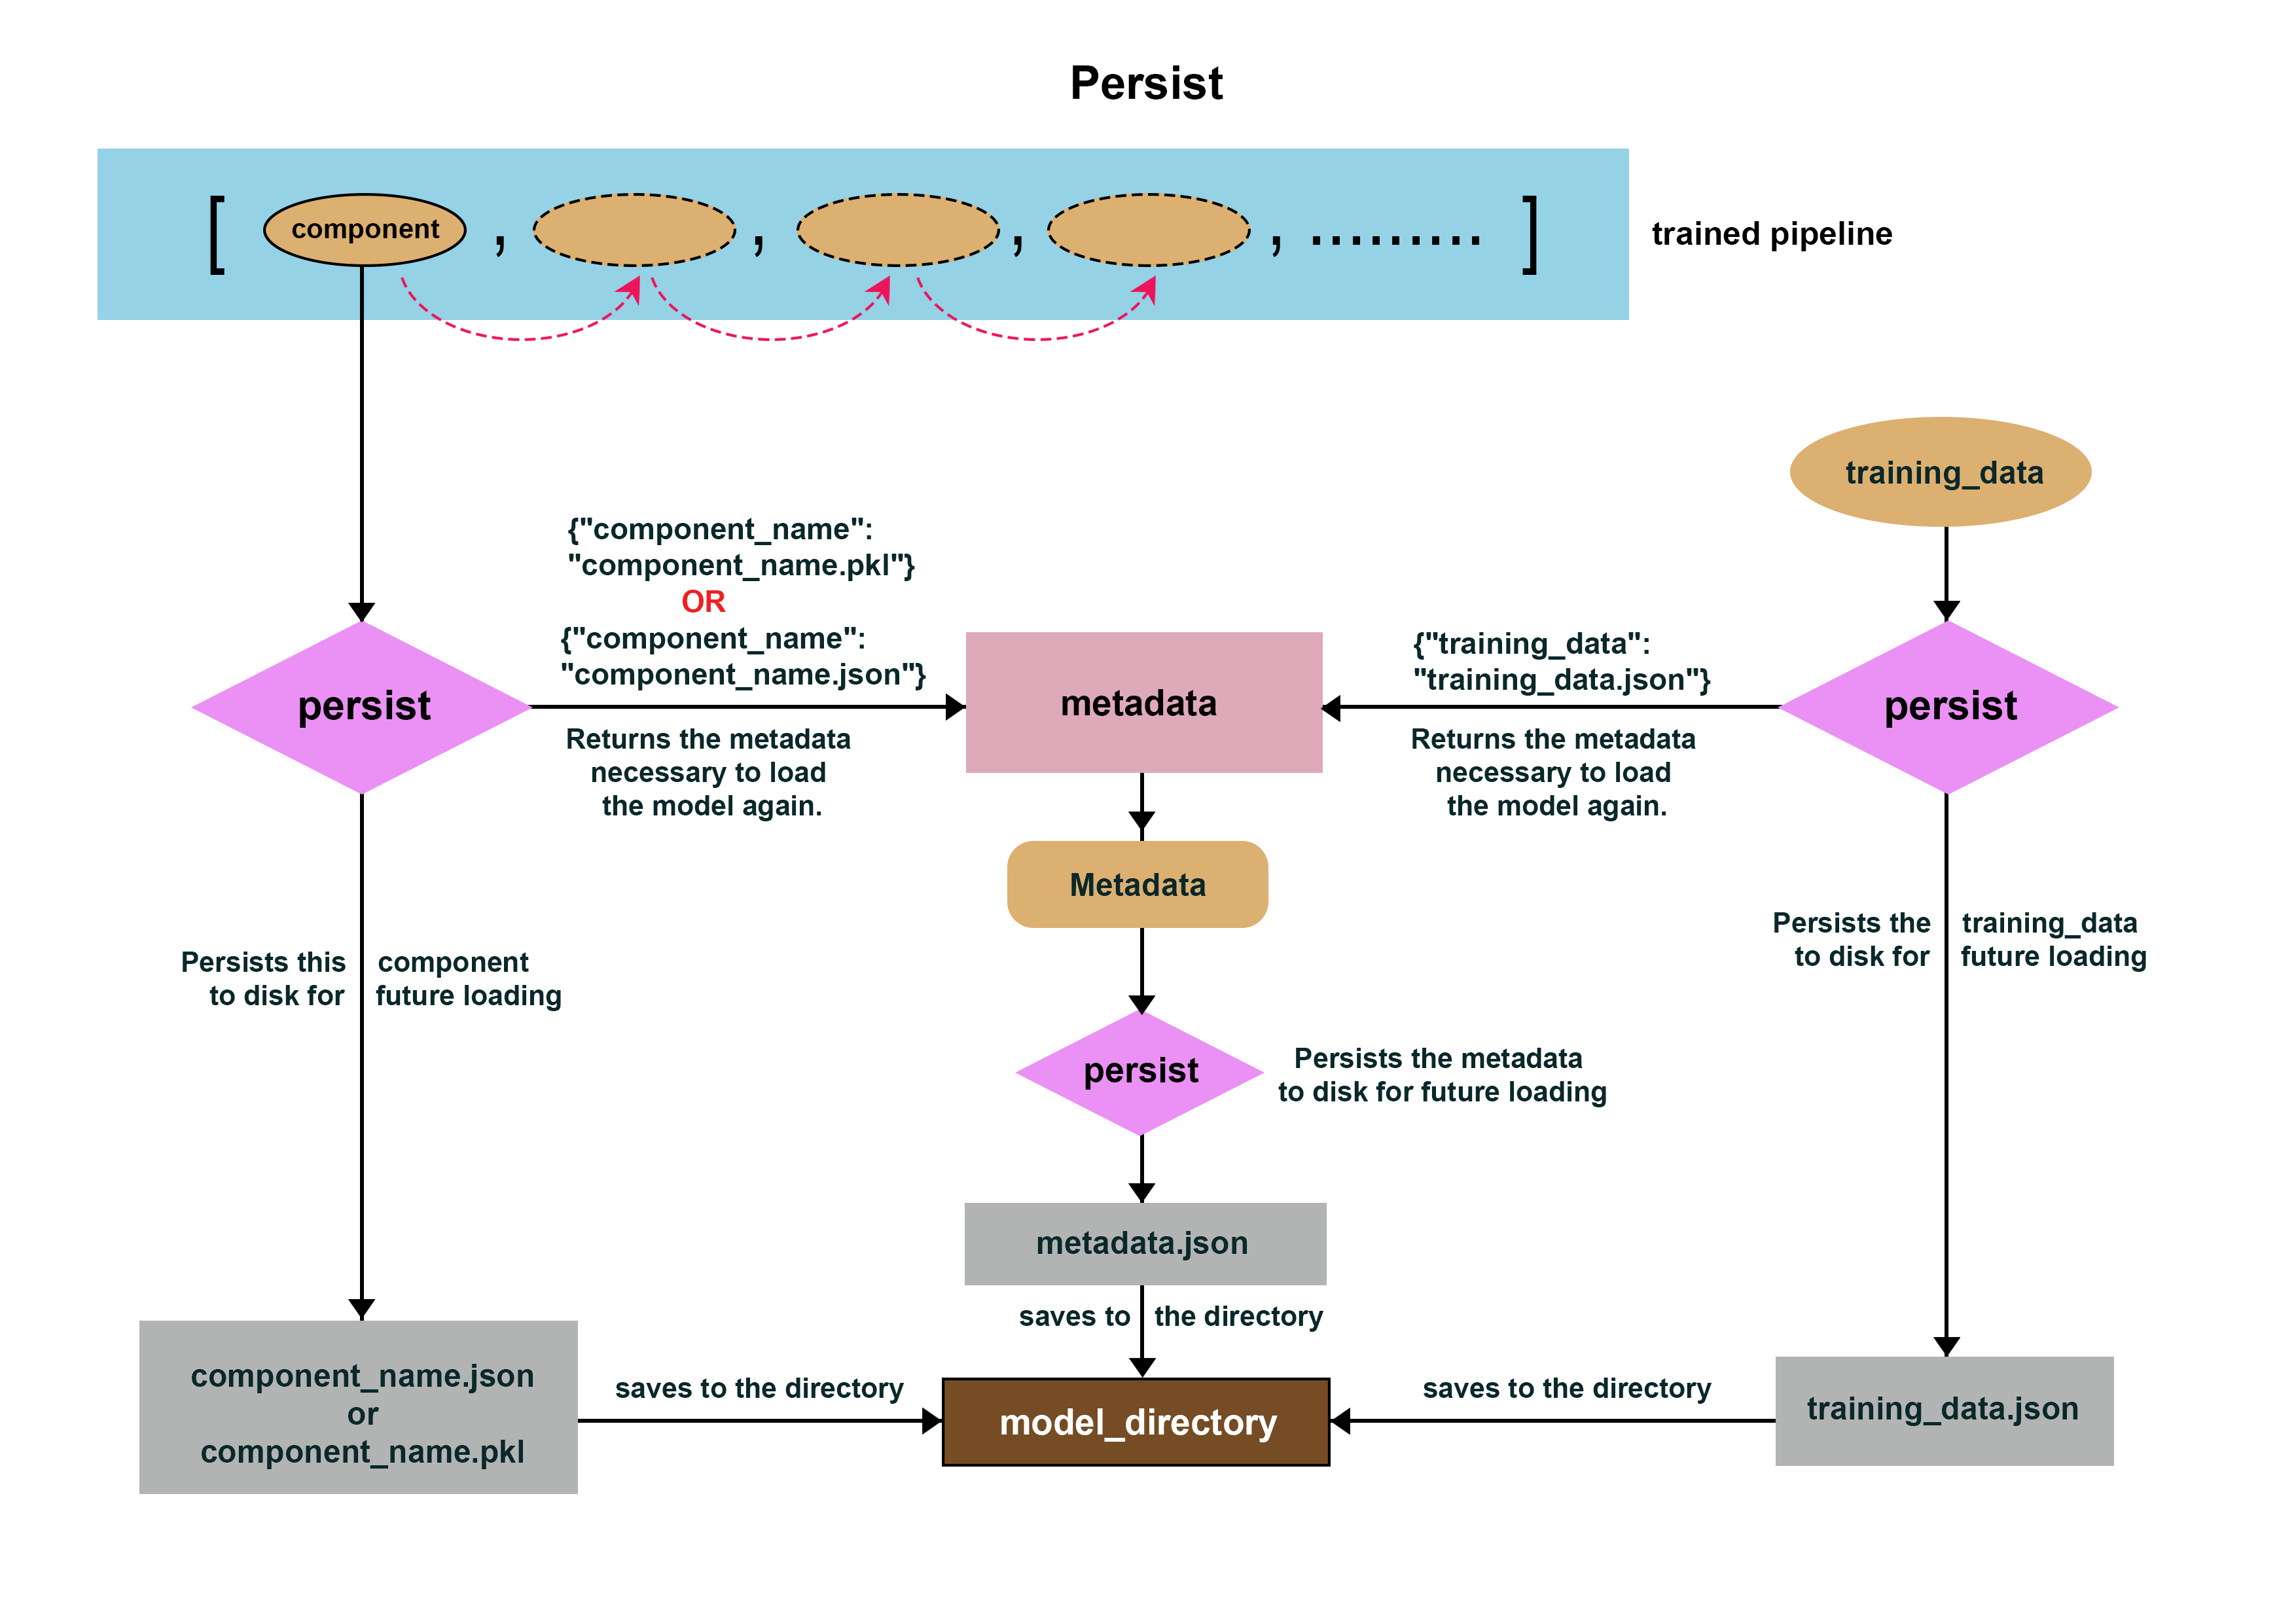 Persist
[ component , , , , ......... ]
trained pipeline
training_data
{"component_name":
"component_name.pkl"}
OR
{"component_name":
"component_name.json"}
{"training_data":
"training_data.json"}
persist
metadata
persist
Returns the metadata
necessary to load
the model again.
Returns the metadata
necessary to load
the model again.
Metadata
Persists this component
to disk for future loading
Persists the training_data
to disk for future loading
persist
Persists the metadata
to disk for future loading
metadata.json
saves to the directory
component_name.json
or
component_name.pkl
saves to the directory
model_directory
saves to the directory
training_data.json